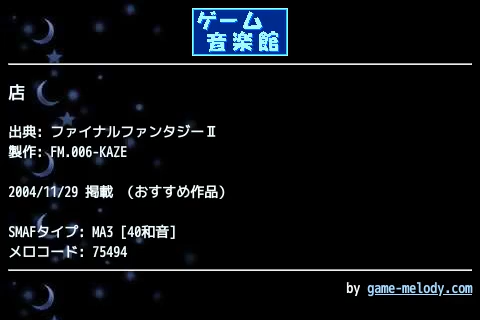 ゲーム
音楽館
店
出典: ファイナルファンタジーⅡ
製作: FM.006-KAZE
2004/11/29 掲載 (おすすめ作品)
SMAFタイプ: MA3 [40和音]
メロコード: 75494
by game-melody.com